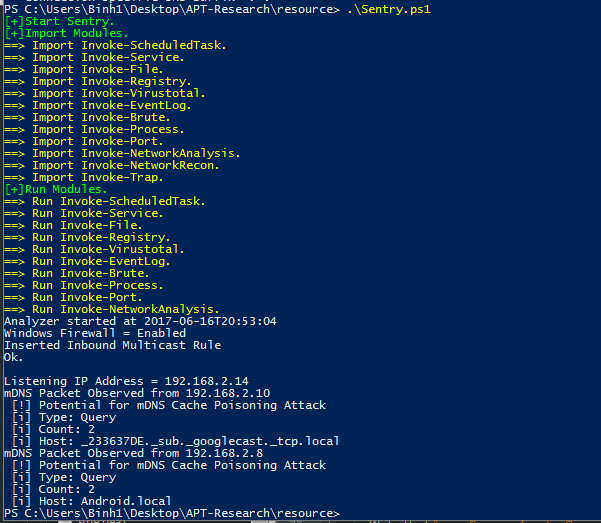 PS C:\Users\Binh1\Desktop\APT-Research\resource> .\Sentry.ps1
[+]Start Sentry.
[+]Import Modules.
==> Import Invoke-ScheduledTask.
==> Import Invoke-Service.
==> Import Invoke-File.
==> Import Invoke-Registry.
==> Import Invoke-Virustotal.
==> Import Invoke-EventLog.
==> Import Invoke-Brute.
==> Import Invoke-Process.
==> Import Invoke-Port.
==> Import Invoke-NetworkAnalysis.
==> Import Invoke-NetworkRecon.
==> Import Invoke-Trap.
[+]Run Modules.
==> Run Invoke-ScheduledTask.
==> Run Invoke-Service.
==> Run Invoke-File.
==> Run Invoke-Registry.
==> Run Invoke-Virustotal.
==> Run Invoke-EventLog.
==> Run Invoke-Brute.
==> Run Invoke-Process.
==> Run Invoke-Port.
==> Run Invoke-NetworkAnalysis.
Analyzer started at 2017-06-16T20:53:04
Windows Firewall = Enabled
Inserted Inbound Multicast Rule
Ok.
Listening IP Address = 192.168.2.14
mDNS Packet Observed from 192.168.2.10
[!] Potential for mDNS Cache Poisoning Attack
[i] Type: Query
[i] Count: 2
[i] Host: _233637DE._sub._googlecast._tcp.local
mDNS Packet Observed from 192.168.2.8
[!] Potential for mDNS Cache Poisoning Attack
[i] Type: Query
[i] Count: 2
[i] Host: Android.local
PS C:\Users\Binh1\Desktop\APT-Research\resource>